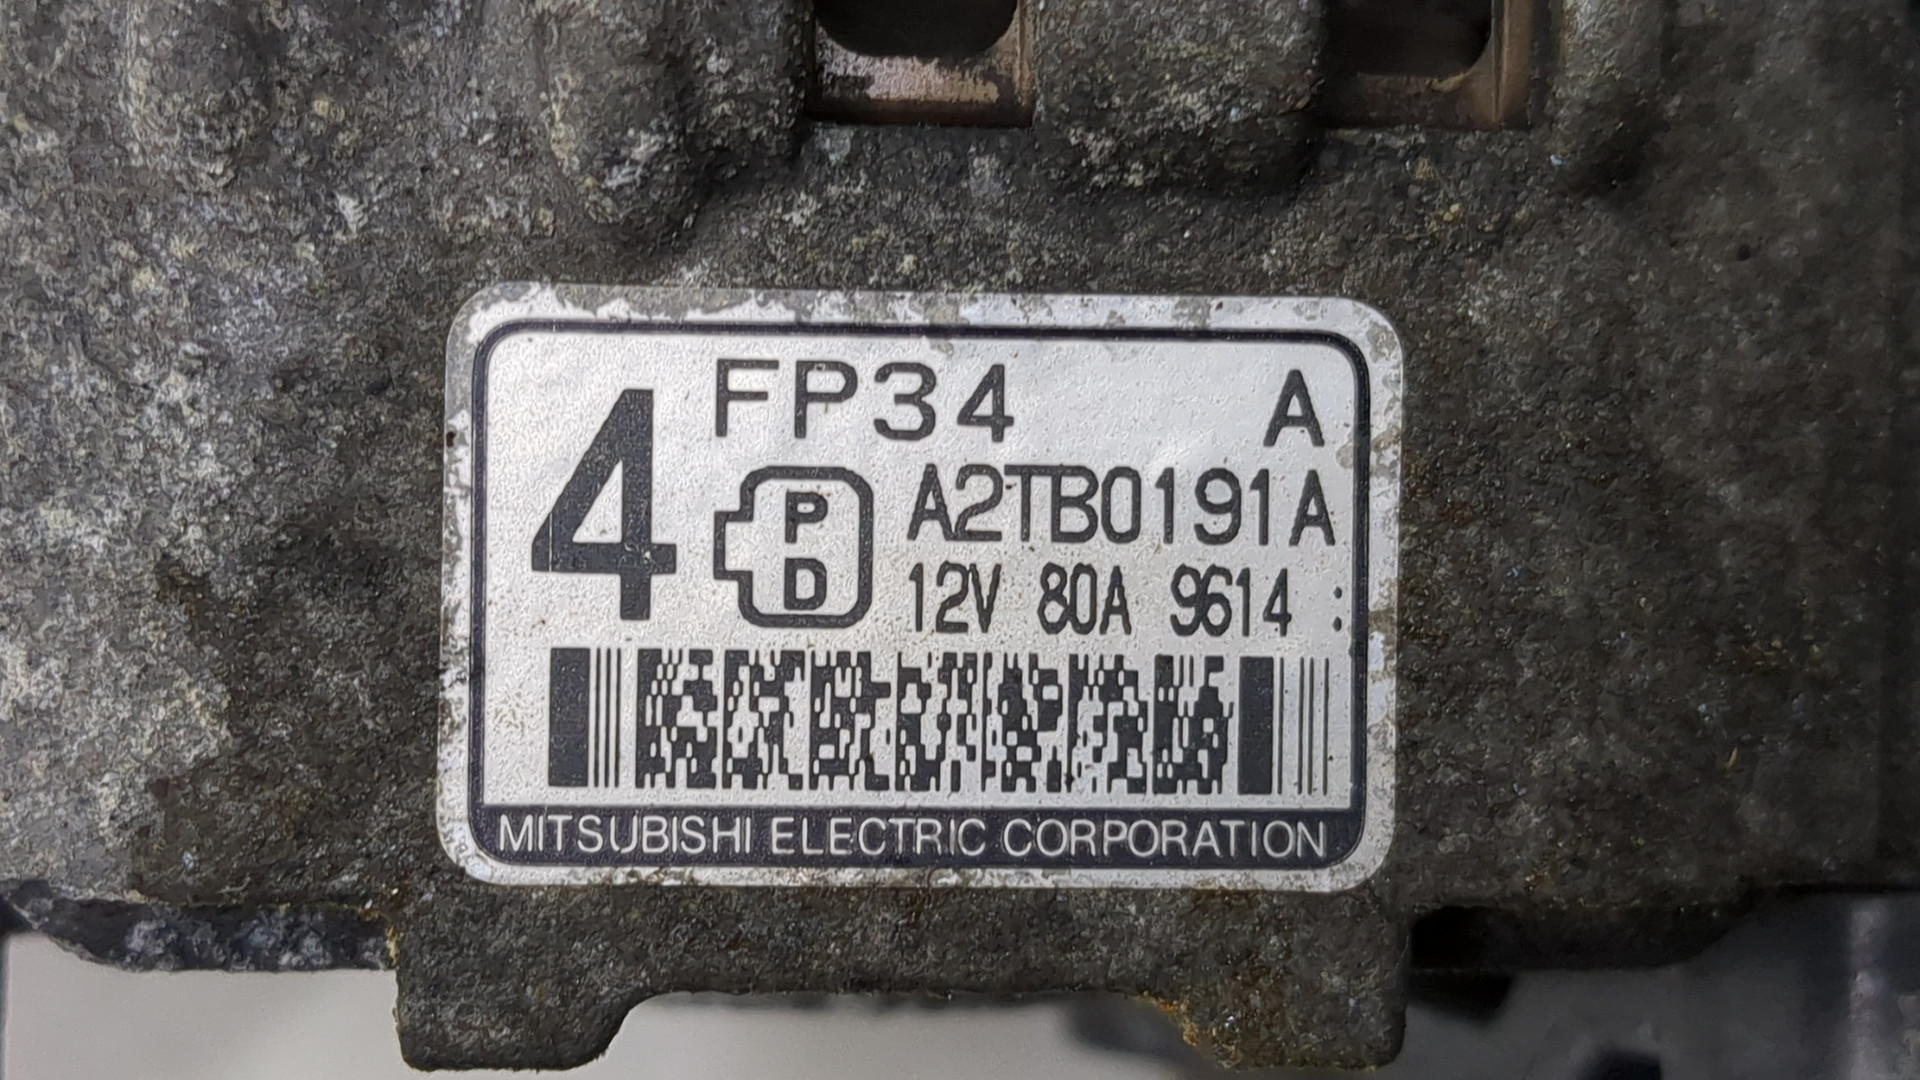 FP34 A
4
P
D
A2TB0191A
12V 80A 9614 :
MITSUBISHI ELECTRIC CORPORATION